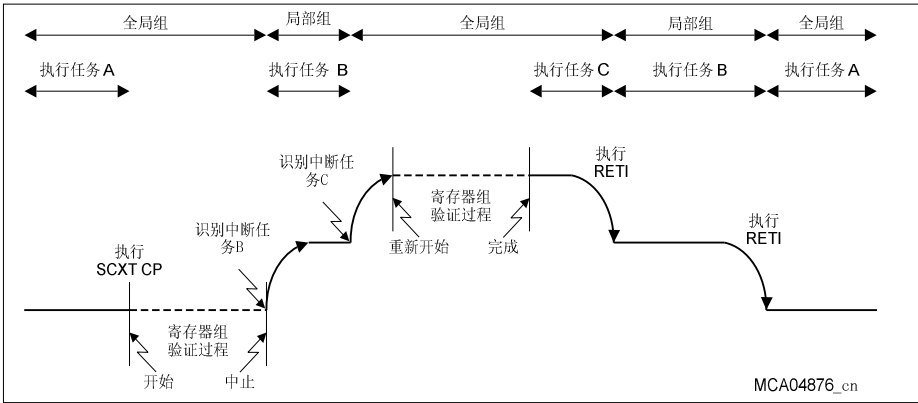 全局组
局部组
全局组
局部组
全局组
执行任务 A
执行任务 B
执行任务 C
执行任务 B
执行任务 A
识别中断任
务C
执行
RETI
寄存器组
验证过程
识别中断任
务B
重新开始
完成
执行
RETI
执行
SCXT CP
寄存器组
验证过程
开始
中止
MCA04876_cn